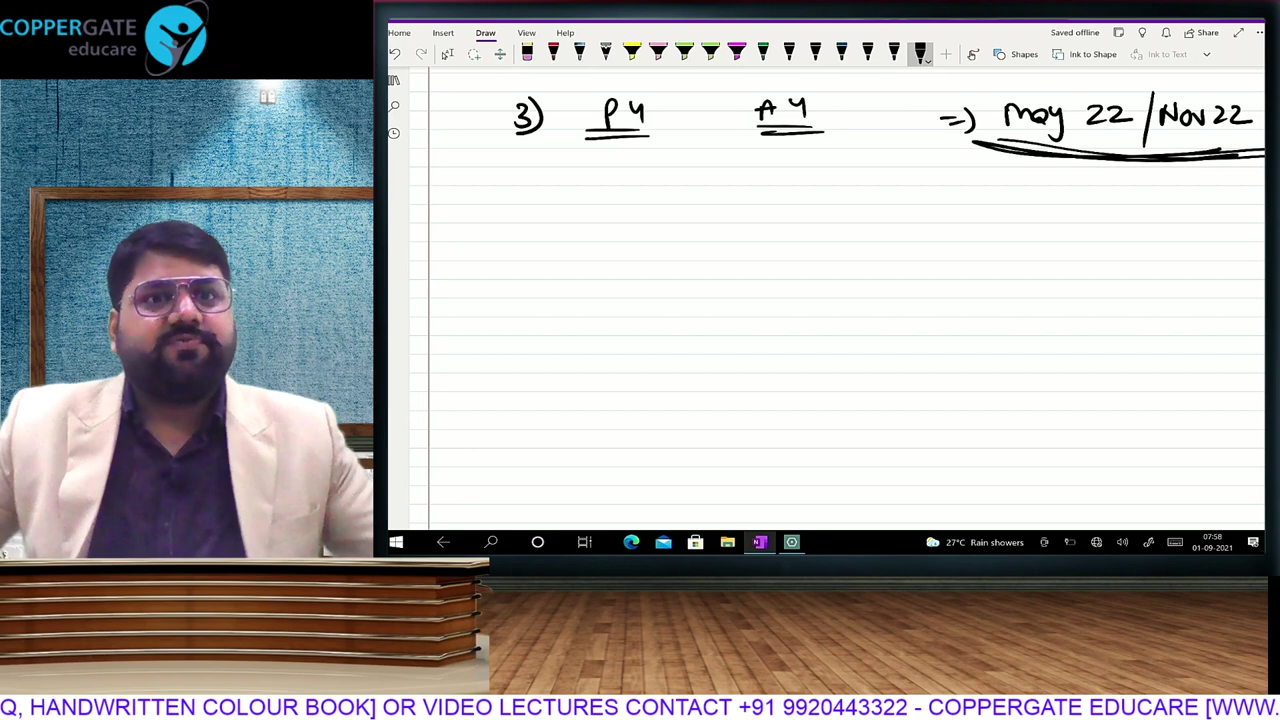 COPPERGATE
educare
Home Insert Draw View Help
Saved offline
Share
Shapes
Ink to Shape
Ink to Text
3) PY AY => May 22 / Nov 22
27°C Rain showers
07:58
01-09-2021
Q, HANDWRITTEN COLOUR BOOK] OR VIDEO LECTURES CONTACT +91 9920443322 - COPPERGATE EDUCARE [WWW.